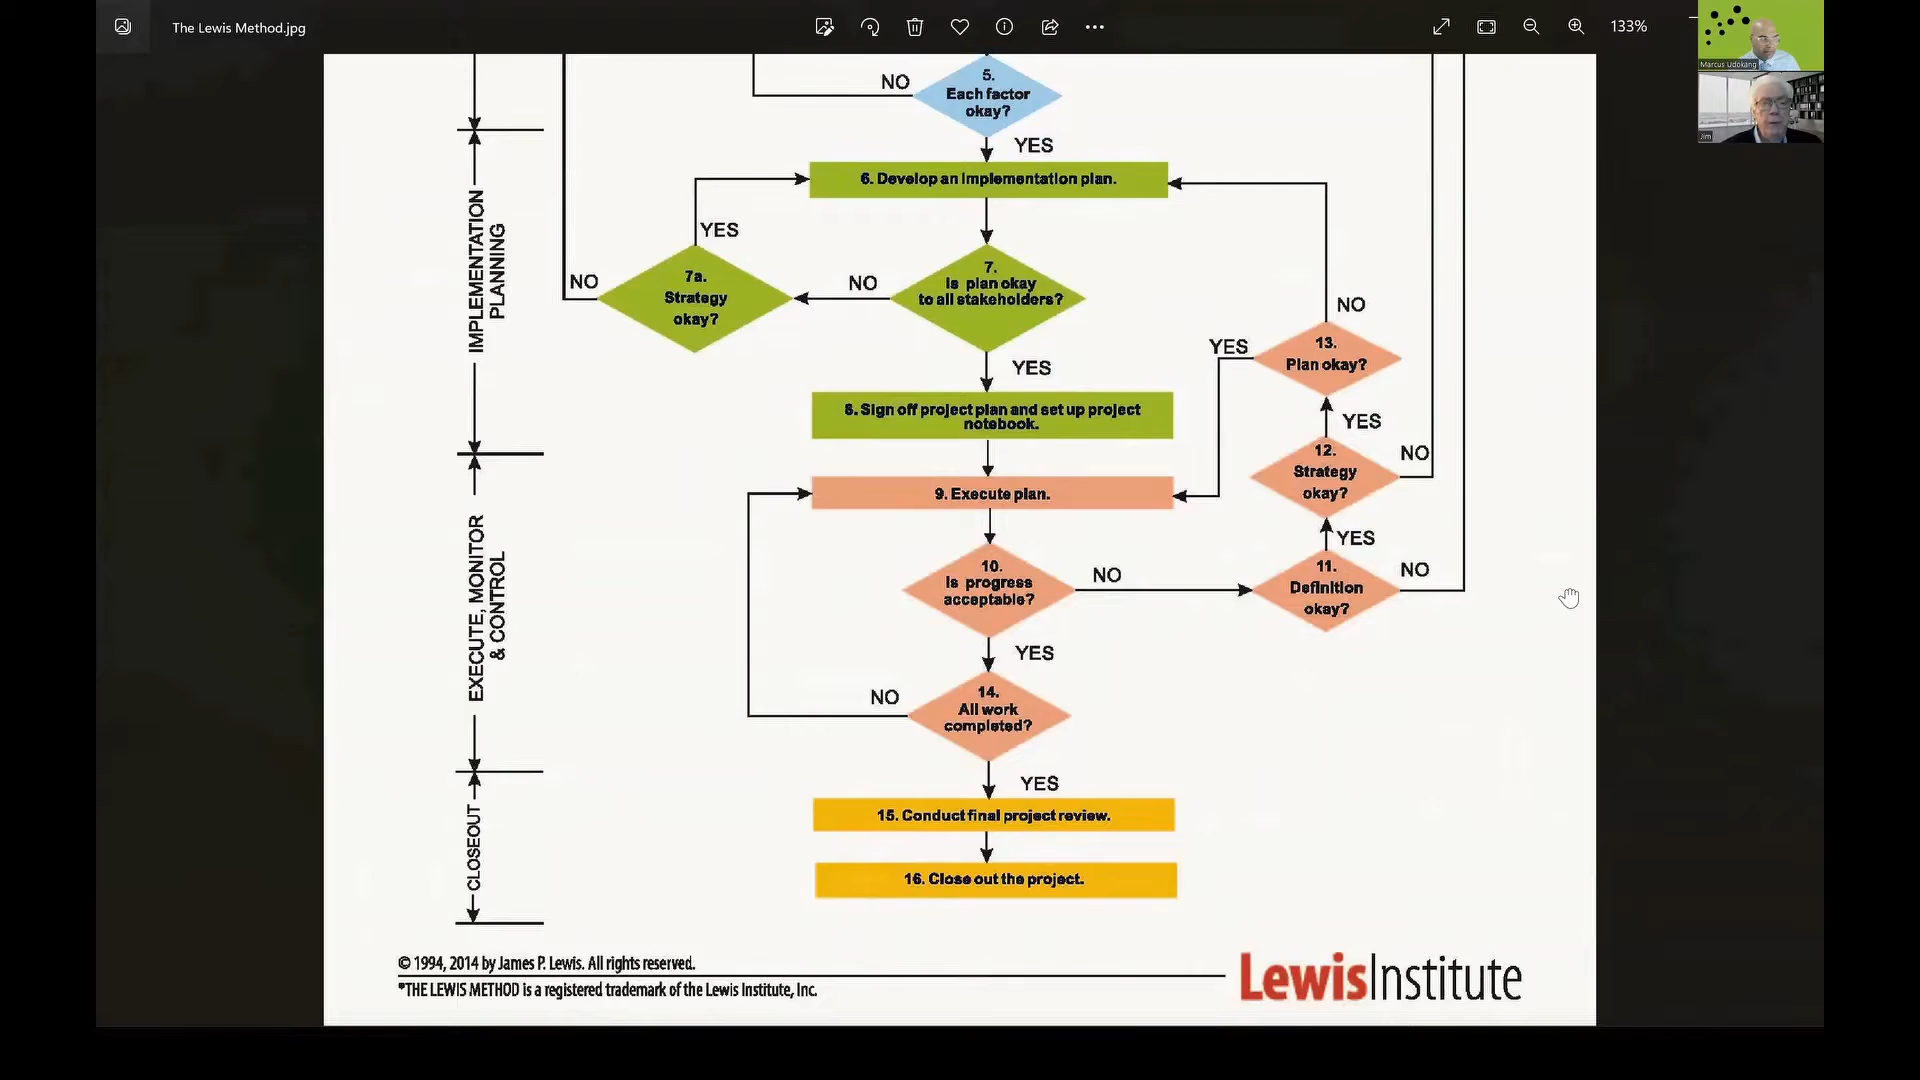 The Lewis Method.jpg
133%
Marcus Udokang
Jim
NO
5.
Each factor
okay?
YES
6. Develop an implementation plan.
YES
NO
7a.
Strategy
okay?
NO
7.
Is plan okay
to all stakeholders?
YES
NO
YES
13.
Plan okay?
8. Sign off project plan and set up project
notebook.
YES
12.
Strategy
okay?
NO
9. Execute plan.
YES
10.
Is progress
acceptable?
NO
11.
Definition
okay?
NO
YES
NO
14.
All work
completed?
YES
15. Conduct final project review.
16. Close out the project.
IMPLEMENTATION
PLANNING
EXECUTE, MONITOR
& CONTROL
CLOSEOUT
© 1994, 2014 by James P. Lewis. All rights reserved.
*THE LEWIS METHOD is a registered trademark of the Lewis Institute, Inc.
LewisInstitute